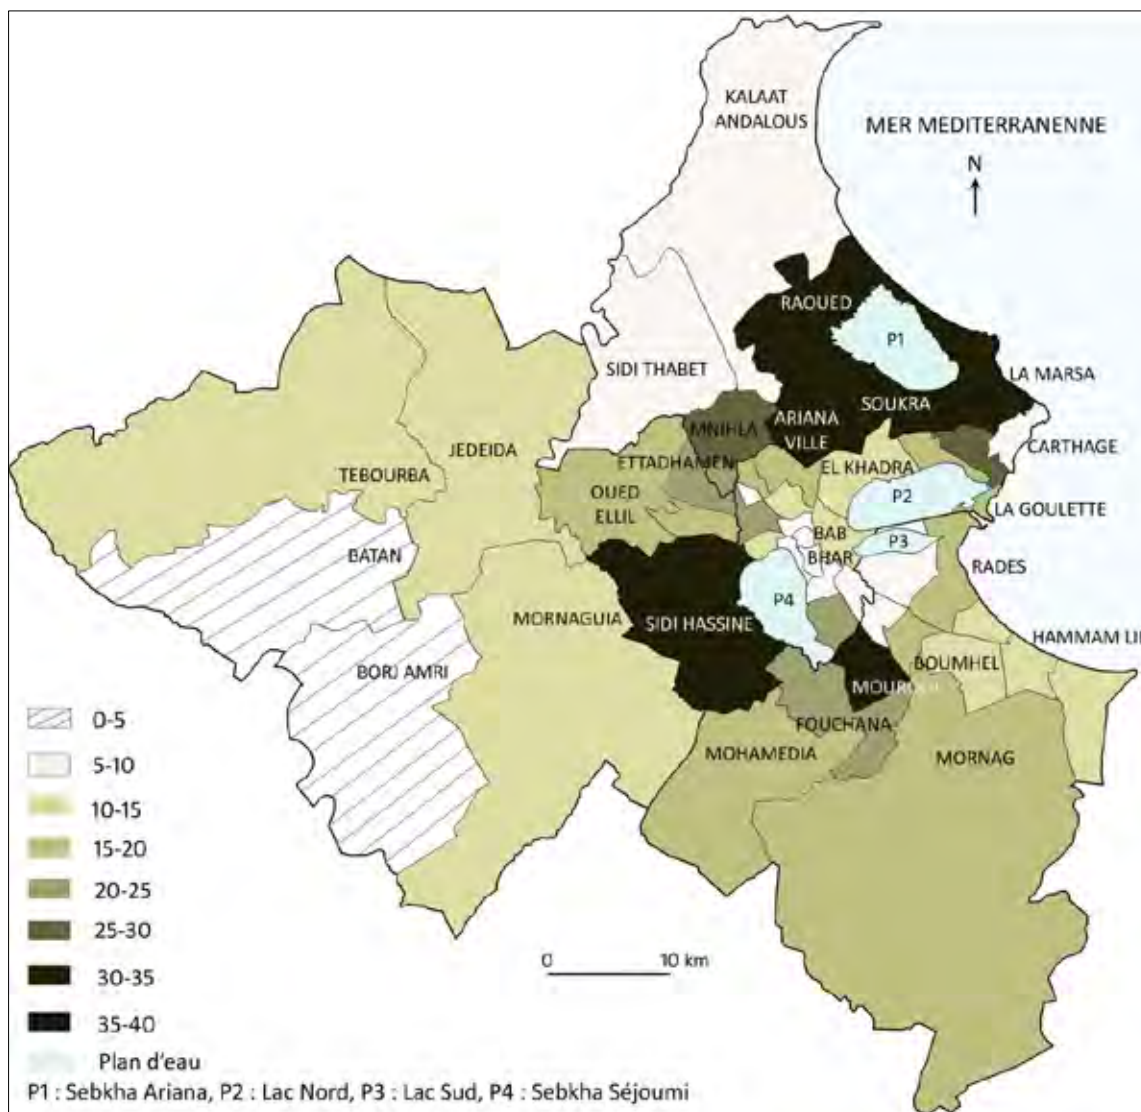 KALAAT
ANDALOUS
MER MEDITERRANENNE
N
RAOUED
P1
SIDI THABET
LA MARSA
SOUKRA
MNIHLA
ARIANA
VILLE
CARTHAGE
JEDEIDA
ETTADHAMEN
EL KHADRA
TEBOURBA
OUED
ELLIL
P2
LA GOULETTE
BATAN
BAB
BHAR
P3
RADES
P4
MORNAGUIA
SIDI HASSINE
HAMMAM LIF
BORJ AMRI
BOUMHEL
MOUROUJ
FOUCHANA
MOHAMEDIA
MORNAG
0-5
5-10
10-15
15-20
20-25
25-30
30-35
35-40
Plan d'eau
0 10 km
P1 : Sebkha Ariana, P2 : Lac Nord, P3 : Lac Sud, P4 : Sebkha Séjoumi